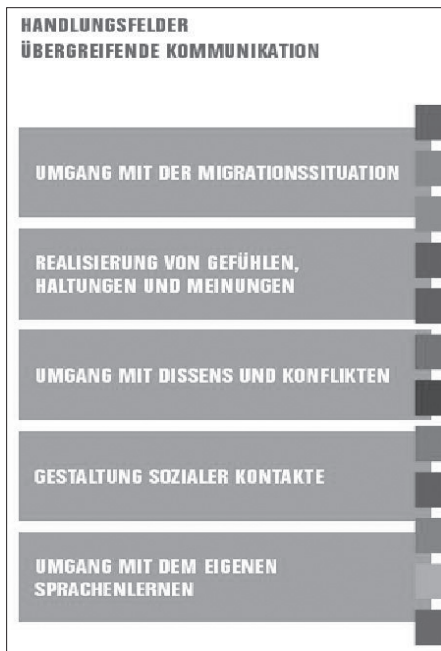 HANDLUNGSFELDER
ÜBERGREIFENDE KOMMUNIKATION
UMGANG MIT DER MIGRATIONSSITUATION
REALISIERUNG VON GEFÜHLEN,
HALTUNGEN UND MEINUNGEN
UMGANG MIT DISSENS UND KONFLIKTEN
GESTALTUNG SOZIALER KONTAKTE
UMGANG MIT DEM EIGENEN
SPRACHENLERNEN